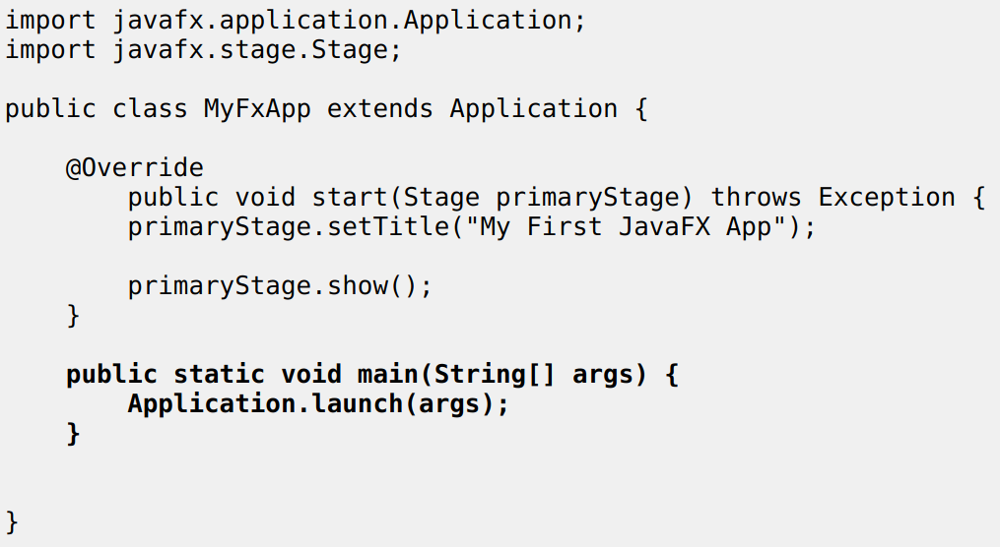 import javafx.application.Application;
import javafx.stage.Stage;

public class MyFxApp extends Application {

    @Override
        public void start(Stage primaryStage) throws Exception {
        primaryStage.setTitle("My First JavaFX App");

        primaryStage.show();
    }

    public static void main(String[] args) {
        Application.launch(args);
    }


}